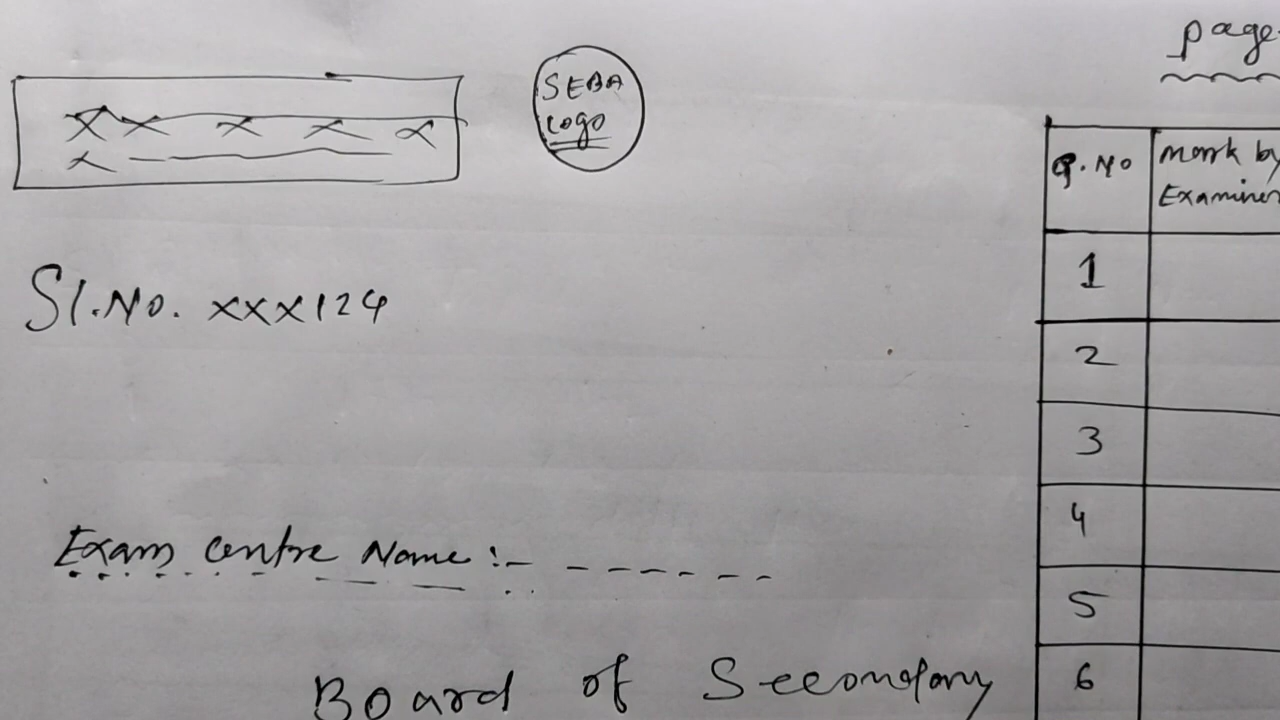 page
X X X X X
X
SEBA
Logo
Sl.No. XXX124
Q.No
Mark by
Examiner
1
2
3
4
5
6
Exam Centre Name :- - - - - - -
Board of Secondary